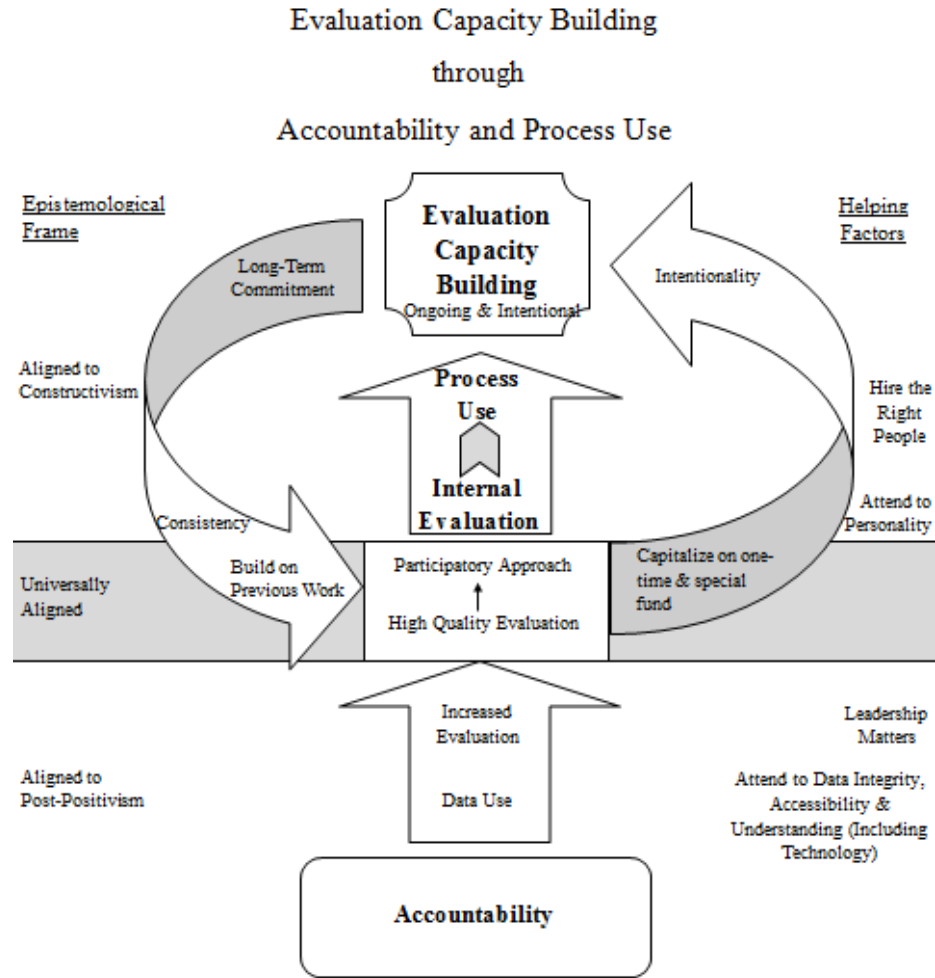 Evaluation Capacity Building
through
Accountability and Process Use
Epistemological
Frame
Helping
Factors
Evaluation
Capacity
Building
Ongoing & Intentional
Long-Term
Commitment
Intentionality
Aligned to
Constructivism
Process
Use
Hire the
Right
People
Internal
Evaluation
Attend to
Personality
Consistency
Build on
Previous Work
Participatory Approach
High Quality Evaluation
Capitalize on one-
time & special
fund
Universally
Aligned
Increased
Evaluation
Data Use
Leadership
Matters
Aligned to
Post-Positivism
Attend to Data Integrity,
Accessibility &
Understanding (Including
Technology)
Accountability